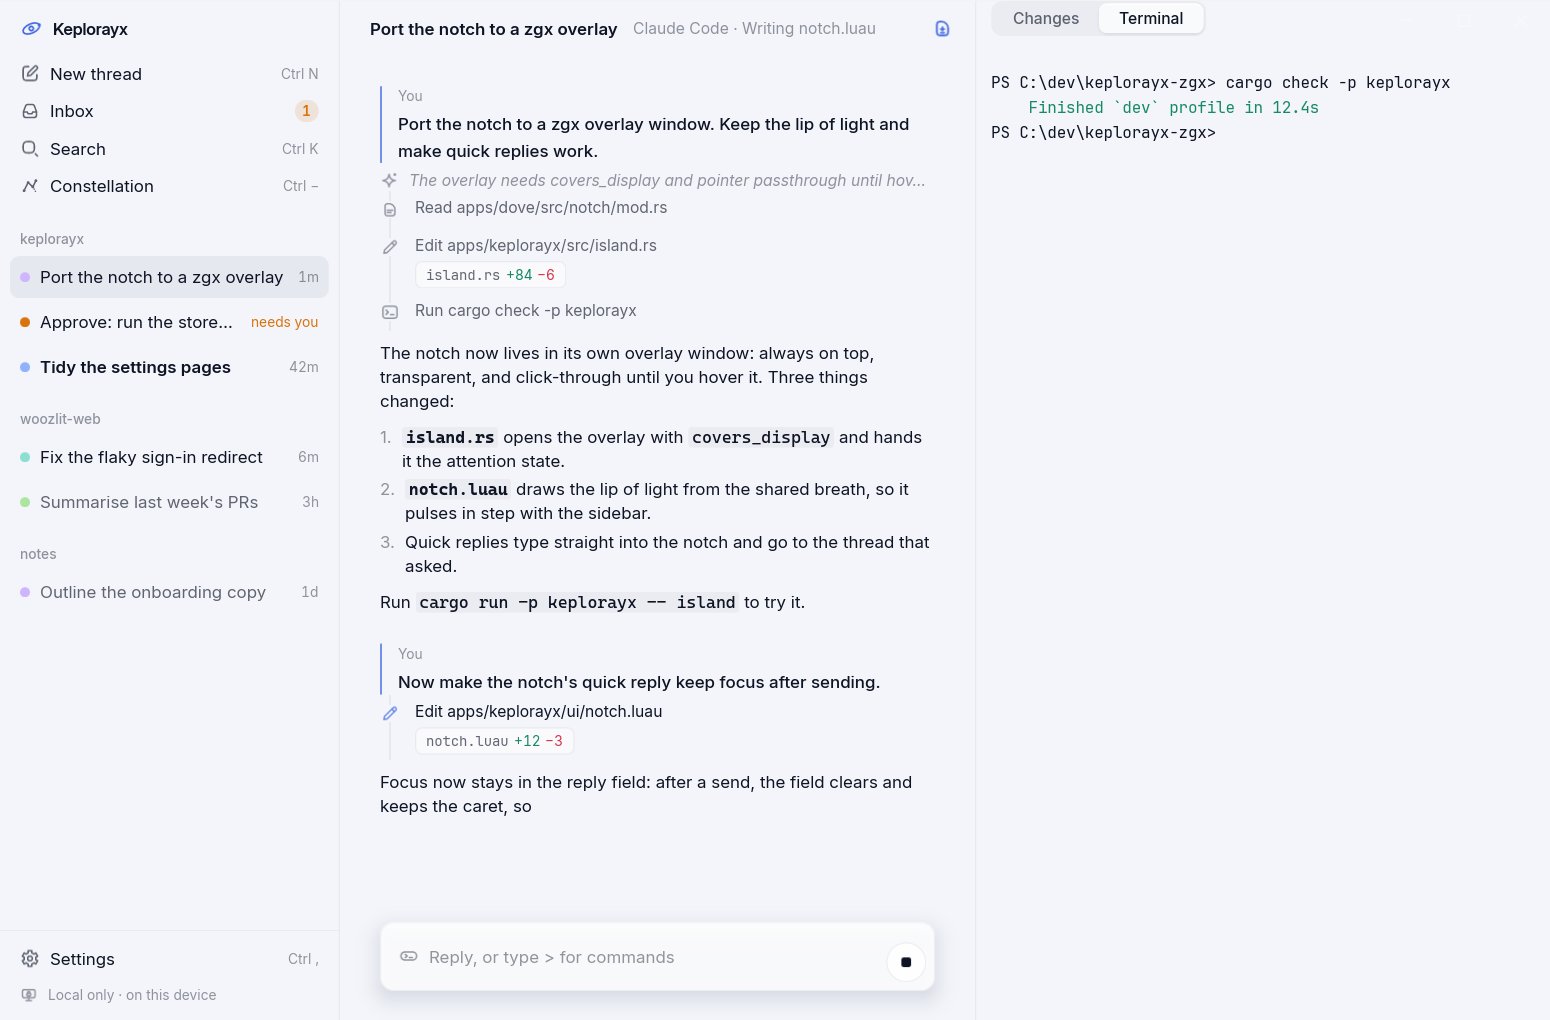 Keplorayx
New thread Ctrl N
Inbox 1
Search Ctrl K
Constellation Ctrl −
keplorayx
Port the notch to a zgx overlay 1m
Approve: run the store... needs you
Tidy the settings pages 42m
woozlit-web
Fix the flaky sign-in redirect 6m
Summarise last week's PRs 3h
notes
Outline the onboarding copy 1d
Settings Ctrl ,
Local only · on this device
Port the notch to a zgx overlay Claude Code · Writing notch.luau
You
Port the notch to a zgx overlay window. Keep the lip of light and
make quick replies work.
The overlay needs covers_display and pointer passthrough until hov...
Read apps/dove/src/notch/mod.rs
Edit apps/keplorayx/src/island.rs
island.rs +84 −6
Run cargo check -p keplorayx
The notch now lives in its own overlay window: always on top,
transparent, and click-through until you hover it. Three things
changed:
1. island.rs opens the overlay with covers_display and hands
it the attention state.
2. notch.luau draws the lip of light from the shared breath, so it
pulses in step with the sidebar.
3. Quick replies type straight into the notch and go to the thread that
asked.
Run cargo run -p keplorayx -- island to try it.
You
Now make the notch's quick reply keep focus after sending.
Edit apps/keplorayx/ui/notch.luau
notch.luau +12 −3
Focus now stays in the reply field: after a send, the field clears and
keeps the caret, so
Reply, or type > for commands
Changes Terminal
PS C:\dev\keplorayx-zgx> cargo check -p keplorayx
Finished `dev` profile in 12.4s
PS C:\dev\keplorayx-zgx>